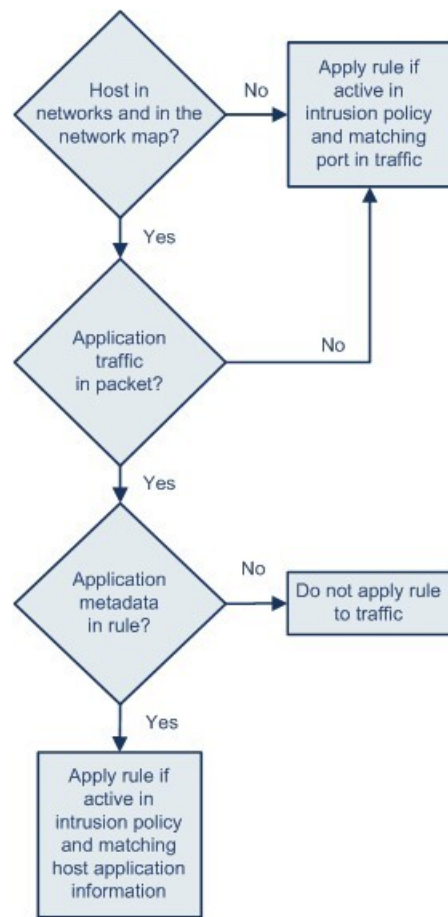 Host in
networks and in the
network map?
No
Apply rule if
active in
intrusion policy
and matching
port in traffic
Yes
Application
traffic
in packet?
No
Yes
Application
metadata
in rule?
No
Do not apply rule
to traffic
Yes
Apply rule if
active in
intrusion policy
and matching
host application
information